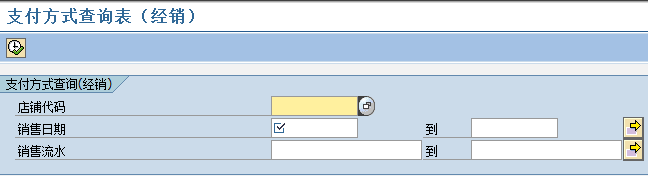 支付方式查询表（经销）
支付方式查询(经销)
店铺代码
销售日期 到
销售流水 到